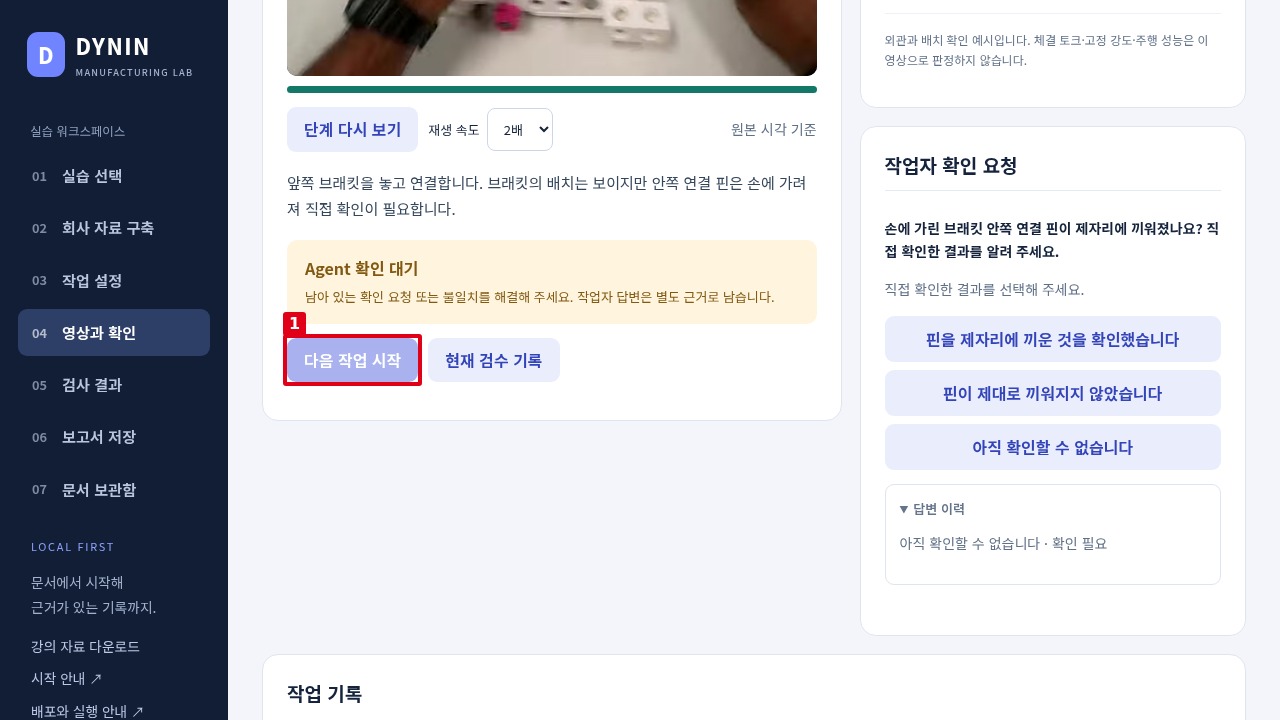 D
DYNIN
MANUFACTURING LAB
실습 워크스페이스
01 실습 선택
02 회사 자료 구축
03 작업 설정
04 영상과 확인
05 검사 결과
06 보고서 저장
07 문서 보관함
LOCAL FIRST
문서에서 시작해
근거가 있는 기록까지.
강의 자료 다운로드
시작 안내 ↗
배포와 실행 안내 ↗
단계 다시 보기
재생 속도
2배
원본 시각 기준
앞쪽 브래킷을 놓고 연결합니다. 브래킷의 배치는 보이지만 안쪽 연결 핀은 손에 가려
져 직접 확인이 필요합니다.
Agent 확인 대기
남아 있는 확인 요청 또는 불일치를 해결해 주세요. 작업자 답변은 별도 근거로 남습니다.
1
다음 작업 시작
현재 검수 기록
외관과 배치 확인 예시입니다. 체결 토크·고정 강도·주행 성능은 이
영상으로 판정하지 않습니다.
작업자 확인 요청
손에 가린 브래킷 안쪽 연결 핀이 제자리에 끼워졌나요? 직
접 확인한 결과를 알려 주세요.
직접 확인한 결과를 선택해 주세요.
핀을 제자리에 끼운 것을 확인했습니다
핀이 제대로 끼워지지 않았습니다
아직 확인할 수 없습니다
▼ 답변 이력
아직 확인할 수 없습니다 · 확인 필요
작업 기록